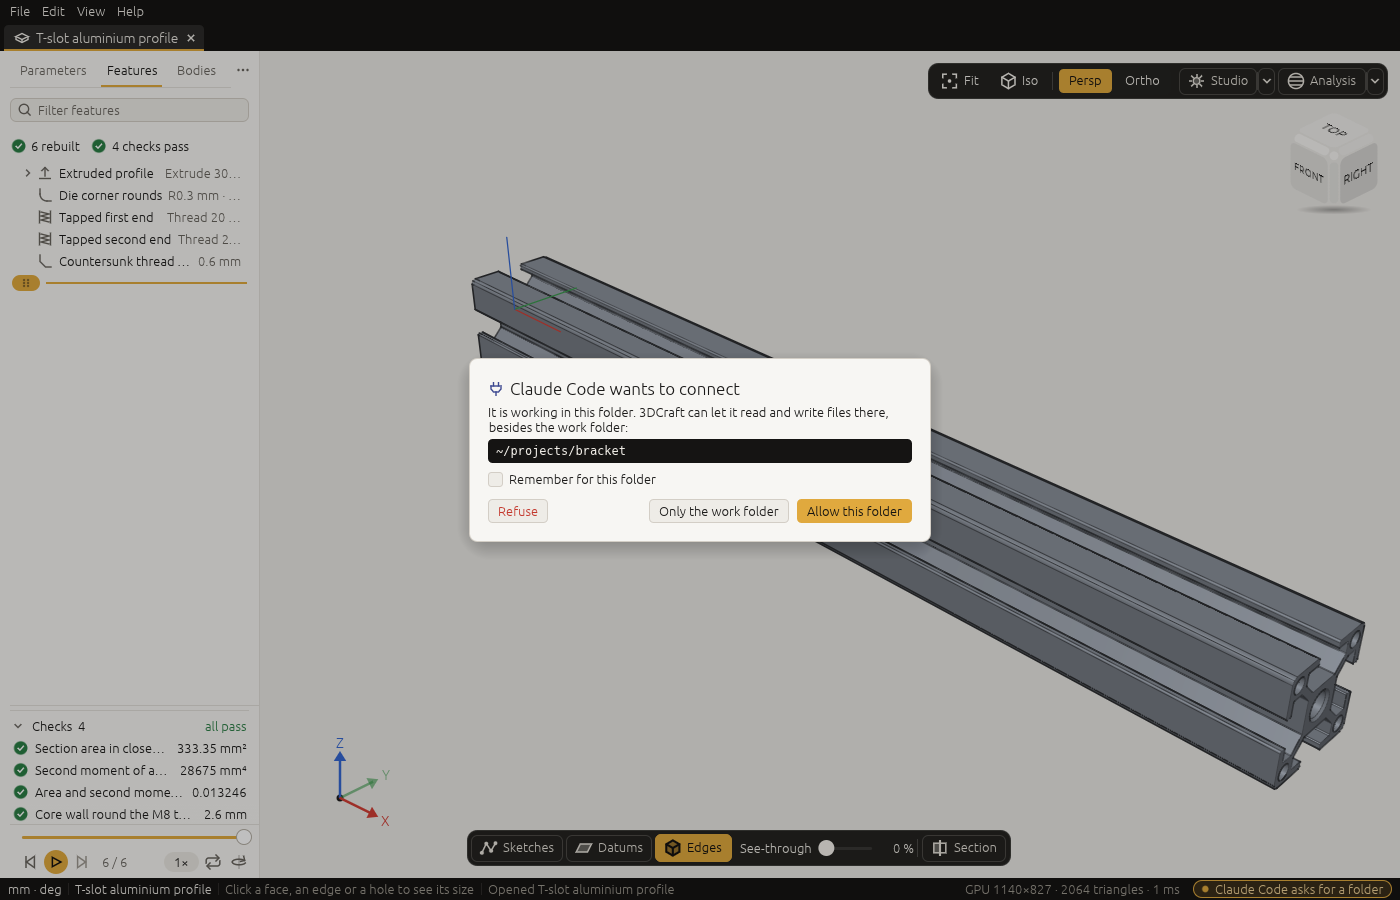 File Edit View Help
T-slot aluminium profile
Parameters Features Bodies
Filter features
6 rebuilt 4 checks pass
Extruded profile Extrude 30…
Die corner rounds R0.3 mm · …
Tapped first end Thread 20 …
Tapped second end Thread 2…
Countersunk thread … 0.6 mm
Checks 4 all pass
Section area in close… 333.35 mm²
Second moment of a… 28675 mm⁴
Area and second mome… 0.013246
Core wall round the M8 t… 2.6 mm
6 / 6 1×
Fit Iso Persp Ortho Studio Analysis
TOP
FRONT RIGHT
Claude Code wants to connect
It is working in this folder. 3DCraft can let it read and write files there,
besides the work folder:
~/projects/bracket
Remember for this folder
Refuse Only the work folder Allow this folder
Z
Y
X
Sketches Datums Edges See-through 0 % Section
mm · deg T-slot aluminium profile Click a face, an edge or a hole to see its size Opened T-slot aluminium profile GPU 1140×827 · 2064 triangles · 1 ms Claude Code asks for a folder